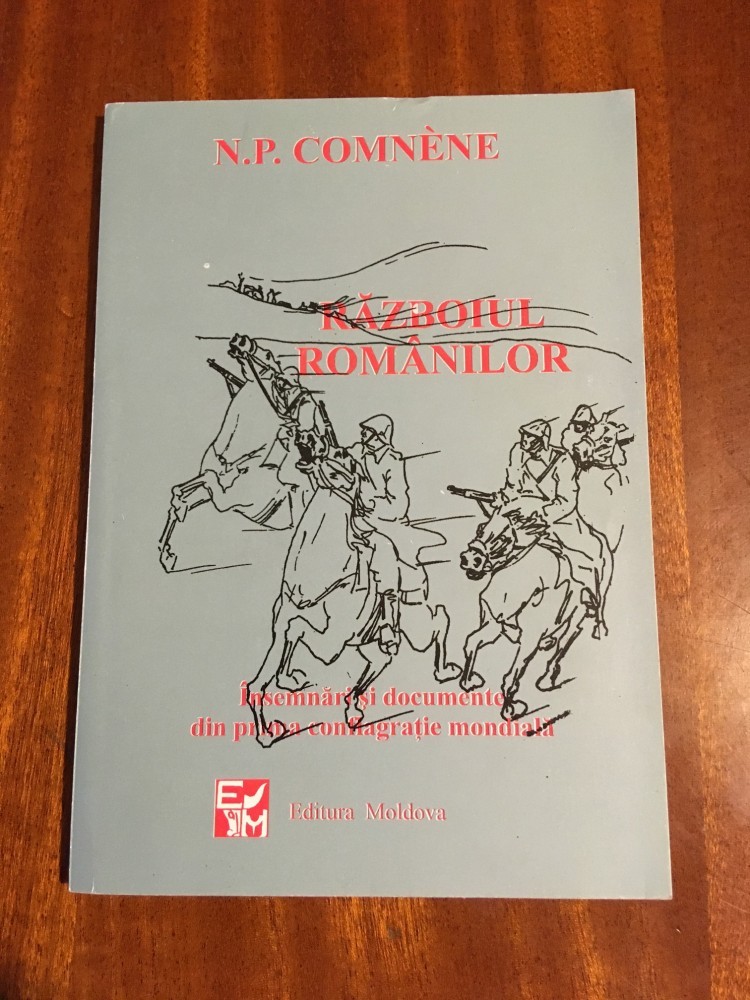 N.P. COMNÈNE
RĂZBOIUL
ROMÂNILOR
Însemnări și documente
din prima conflagrație mondială
E M
Editura Moldova